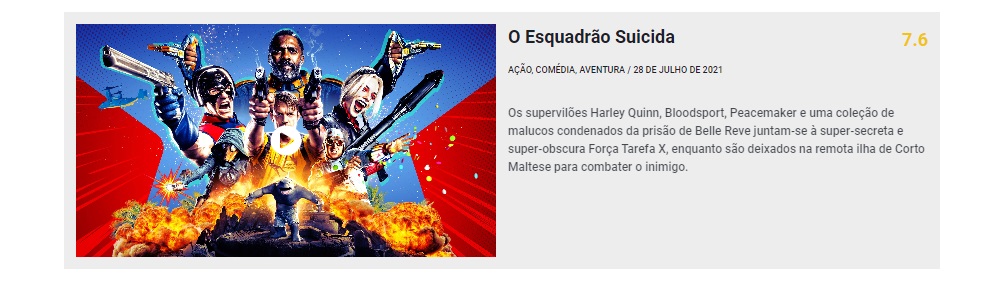 O Esquadrão Suicida
7.6
AÇÃO, COMÉDIA, AVENTURA / 28 DE JULHO DE 2021
Os supervilões Harley Quinn, Bloodsport, Peacemaker e uma coleção de
malucos condenados da prisão de Belle Reve juntam-se à super-secreta e
super-obscura Força Tarefa X, enquanto são deixados na remota ilha de Corto
Maltese para combater o inimigo.